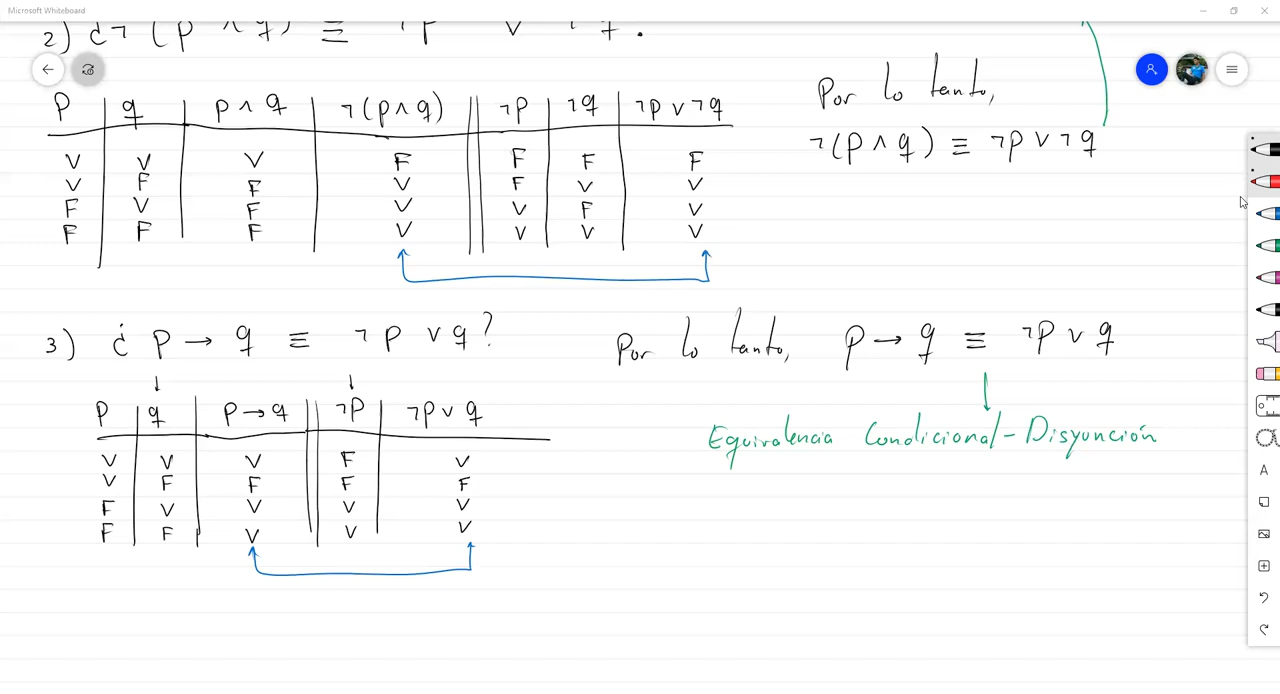 Microsoft Whiteboard
2) ¿¬(p ∧ q) ≡ ¬p ∨ ¬q.
p q p ∧ q ¬(p ∧ q) ¬p ¬q ¬p ∨ ¬q
V V V F F F F
V F F V F V V
F V F V V F V
F F F V V V V
Por lo tanto,
¬(p ∧ q) ≡ ¬p ∨ ¬q
3) ¿ p → q ≡ ¬p ∨ q?
p q p → q ¬p ¬p ∨ q
V V V F V
V F F F F
F V V V V
F F V V V
Por lo tanto, p → q ≡ ¬p ∨ q
Equivalencia Condicional-Disyunción
A